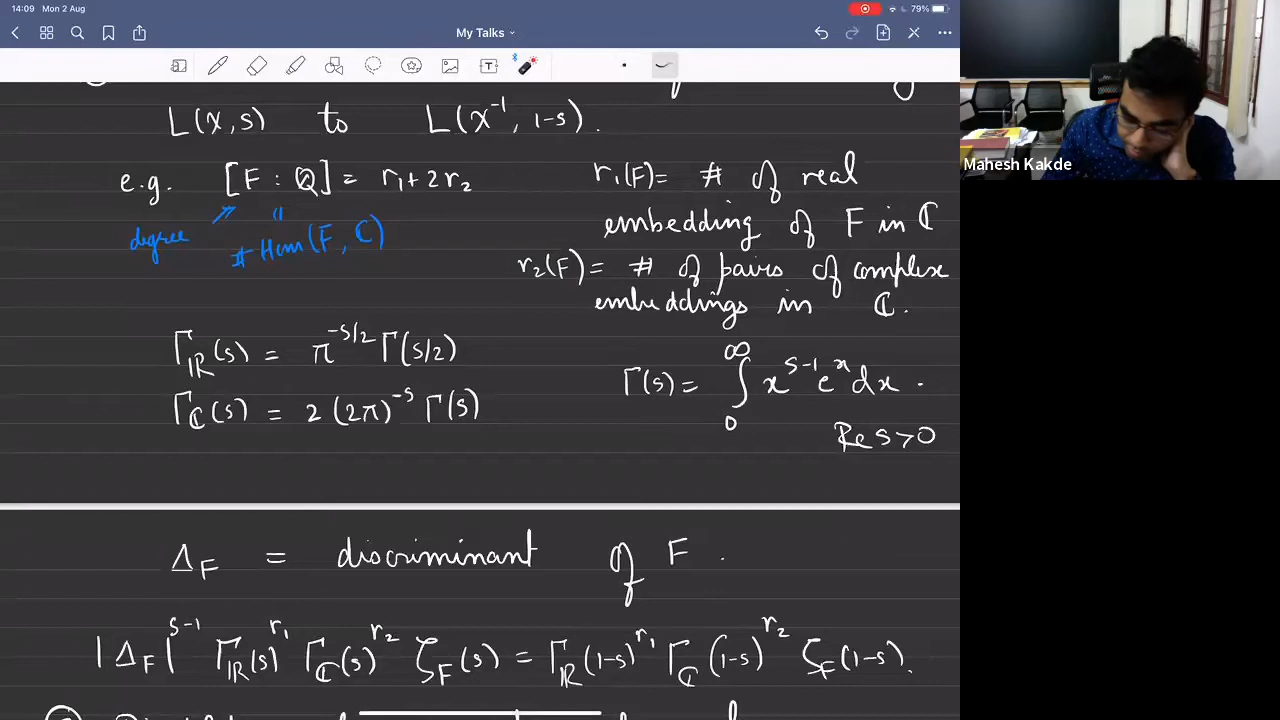 14:09 Mon 2 Aug
79%
My Talks
L(χ,s) to L(χ⁻¹, 1-s).
e.g. [F : ℚ] = r₁ + 2r₂
degree
"
# Hom(F, ℂ)
r₁(F) = # of real
embedding of F in ℂ
r₂(F) = # of pairs of complex
embeddings in ℂ.
Γ_ℝ(s) = π^{-s/2} Γ(s/2)
Γ_ℂ(s) = 2 (2π)^{-s} Γ(s)
Γ(s) = ∫₀^∞ x^{s-1} e^{x} dx .
Re s > 0
Δ_F = discriminant of F .
|Δ_F|^{s-1} Γ_ℝ(s)^{r₁} Γ_ℂ(s)^{r₂} ζ_F(s) = Γ_ℝ(1-s)^{r₁} Γ_ℂ(1-s)^{r₂} ζ_F(1-s).
Mahesh Kakde